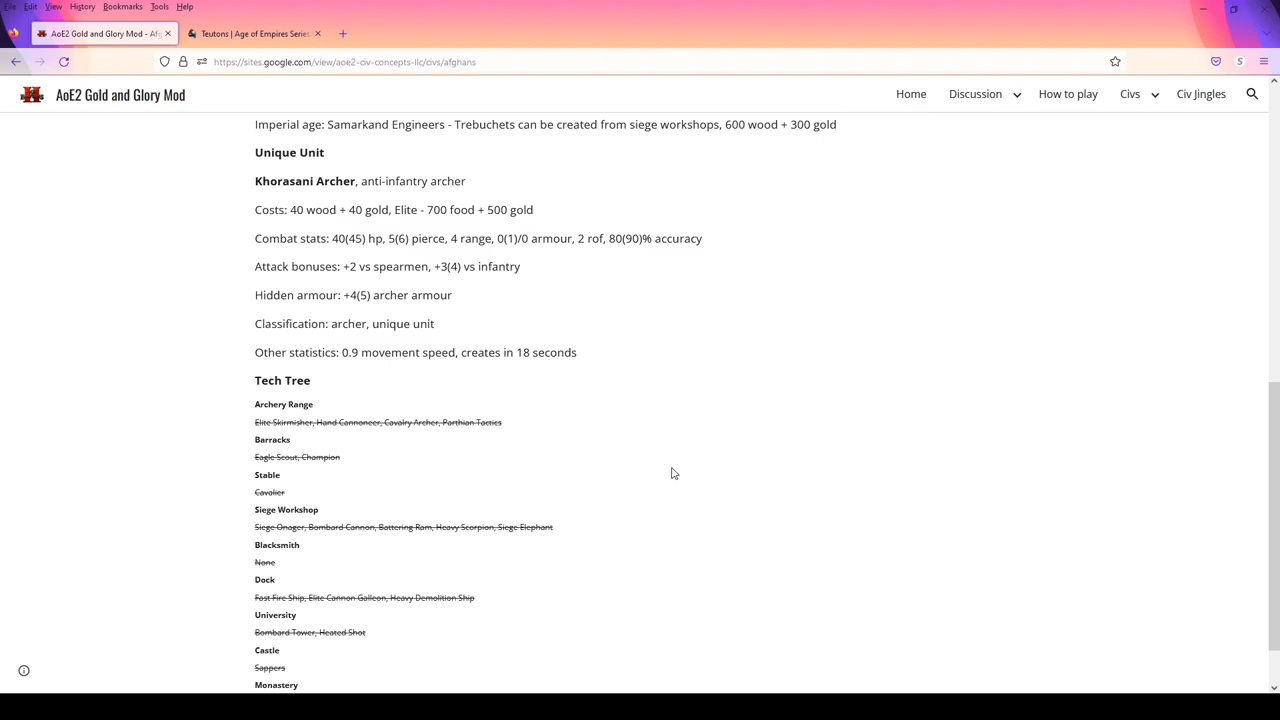 File Edit View History Bookmarks Tools Help
AoE2 Gold and Glory Mod - Afg
Teutons | Age of Empires Series
https://sites.google.com/view/aoe2-civ-concepts-llc/civs/afghans
AoE2 Gold and Glory Mod
Home Discussion How to play Civs Civ Jingles
Imperial age: Samarkand Engineers - Trebuchets can be created from siege workshops, 600 wood + 300 gold
Unique Unit
Khorasani Archer, anti-infantry archer
Costs: 40 wood + 40 gold, Elite - 700 food + 500 gold
Combat stats: 40(45) hp, 5(6) pierce, 4 range, 0(1)/0 armour, 2 rof, 80(90)% accuracy
Attack bonuses: +2 vs spearmen, +3(4) vs infantry
Hidden armour: +4(5) archer armour
Classification: archer, unique unit
Other statistics: 0.9 movement speed, creates in 18 seconds
Tech Tree
Archery Range
Elite Skirmisher, Hand Cannoneer, Cavalry Archer, Parthian Tactics
Barracks
Eagle Scout, Champion
Stable
Cavalier
Siege Workshop
Siege Onager, Bombard Cannon, Battering Ram, Heavy Scorpion, Siege Elephant
Blacksmith
None
Dock
Fast Fire Ship, Elite Cannon Galleon, Heavy Demolition Ship
University
Bombard Tower, Heated Shot
Castle
Sappers
Monastery